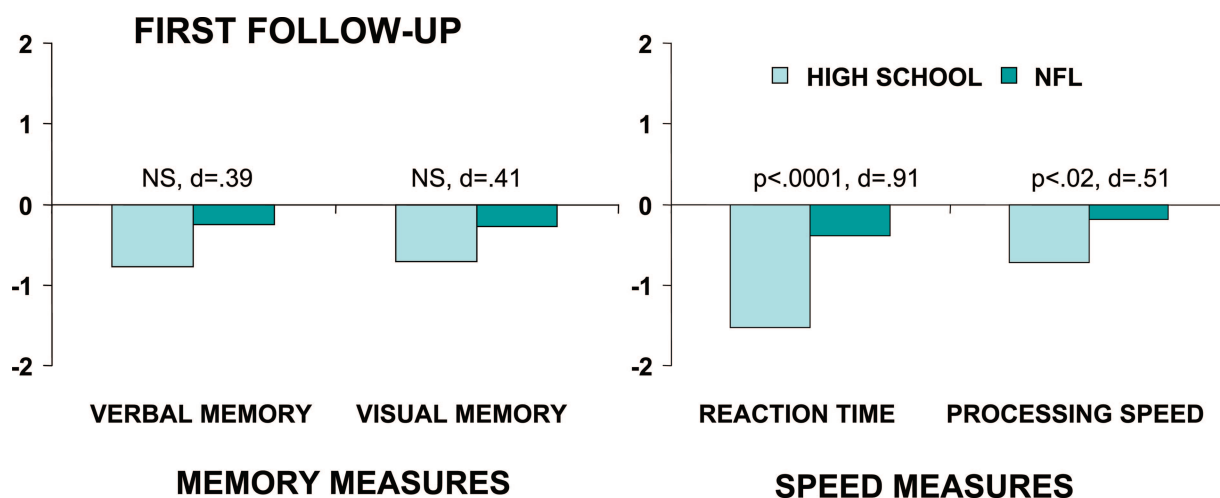 FIRST FOLLOW-UP
2
1
0
-1
-2
NS, d=.39
NS, d=.41
VERBAL MEMORY
VISUAL MEMORY
MEMORY MEASURES
2
1
0
-1
-2
HIGH SCHOOL
NFL
p<.0001, d=.91
p<.02, d=.51
REACTION TIME
PROCESSING SPEED
SPEED MEASURES